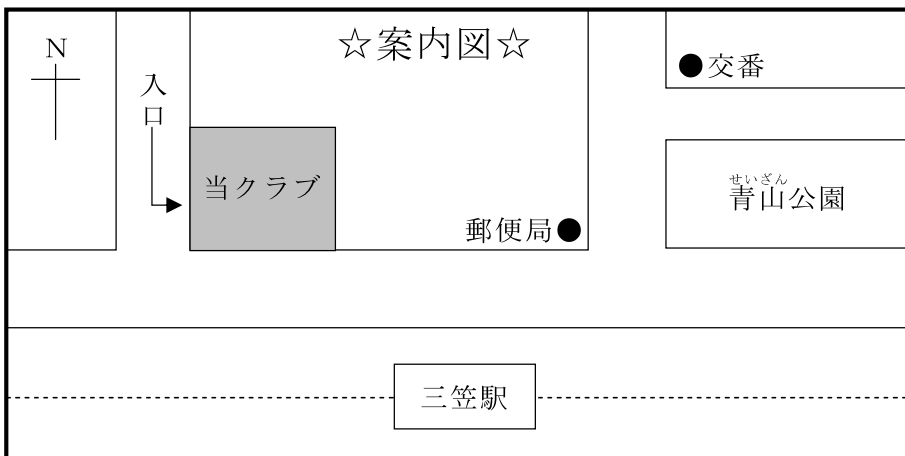 N
☆案内図☆
●交番
入口
当クラブ
せいざん
青山公園
郵便局●
三笠駅